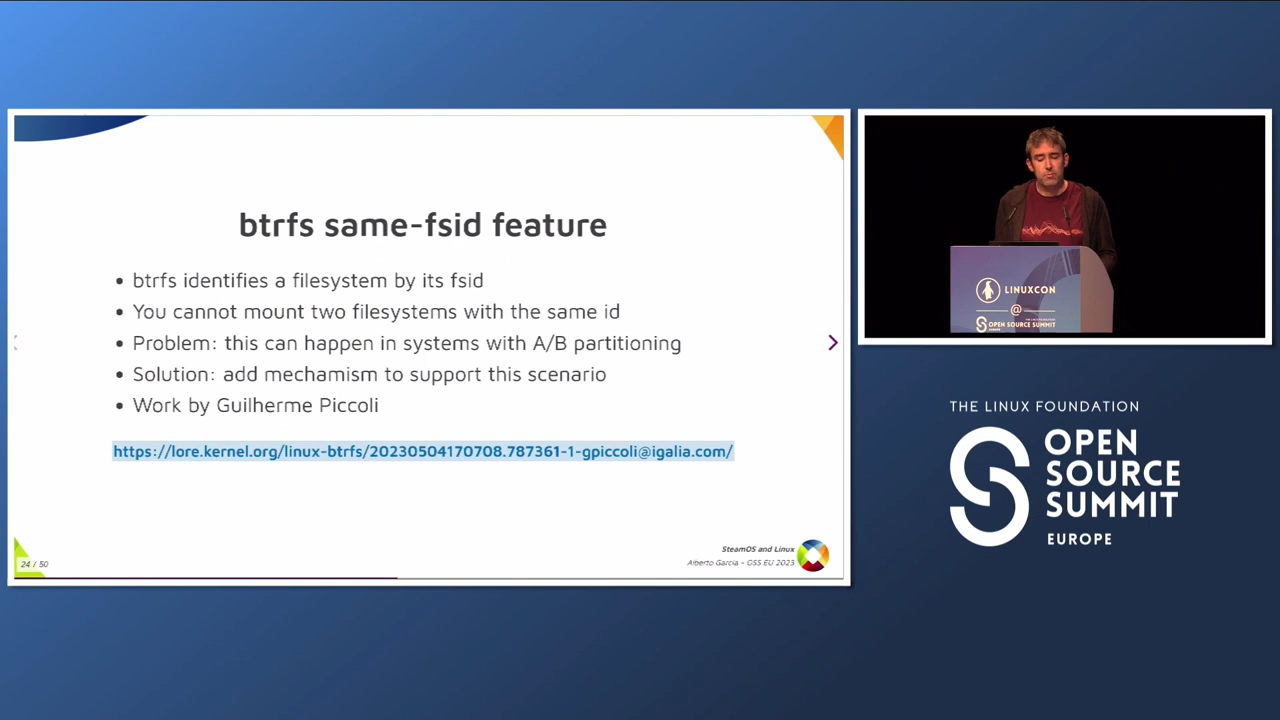 btrfs same-fsid feature
• btrfs identifies a filesystem by its fsid
• You cannot mount two filesystems with the same id
• Problem: this can happen in systems with A/B partitioning
• Solution: add mechamism to support this scenario
• Work by Guilherme Piccoli
https://lore.kernel.org/linux-btrfs/20230504170708.787361-1-gpiccoli@igalia.com/
24 / 50
SteamOS and Linux
Alberto Garcia - OSS EU 2023
LINUXCON
@
THE LINUX FOUNDATION
OPEN SOURCE SUMMIT
THE LINUX FOUNDATION
OPEN
SOURCE
SUMMIT
EUROPE